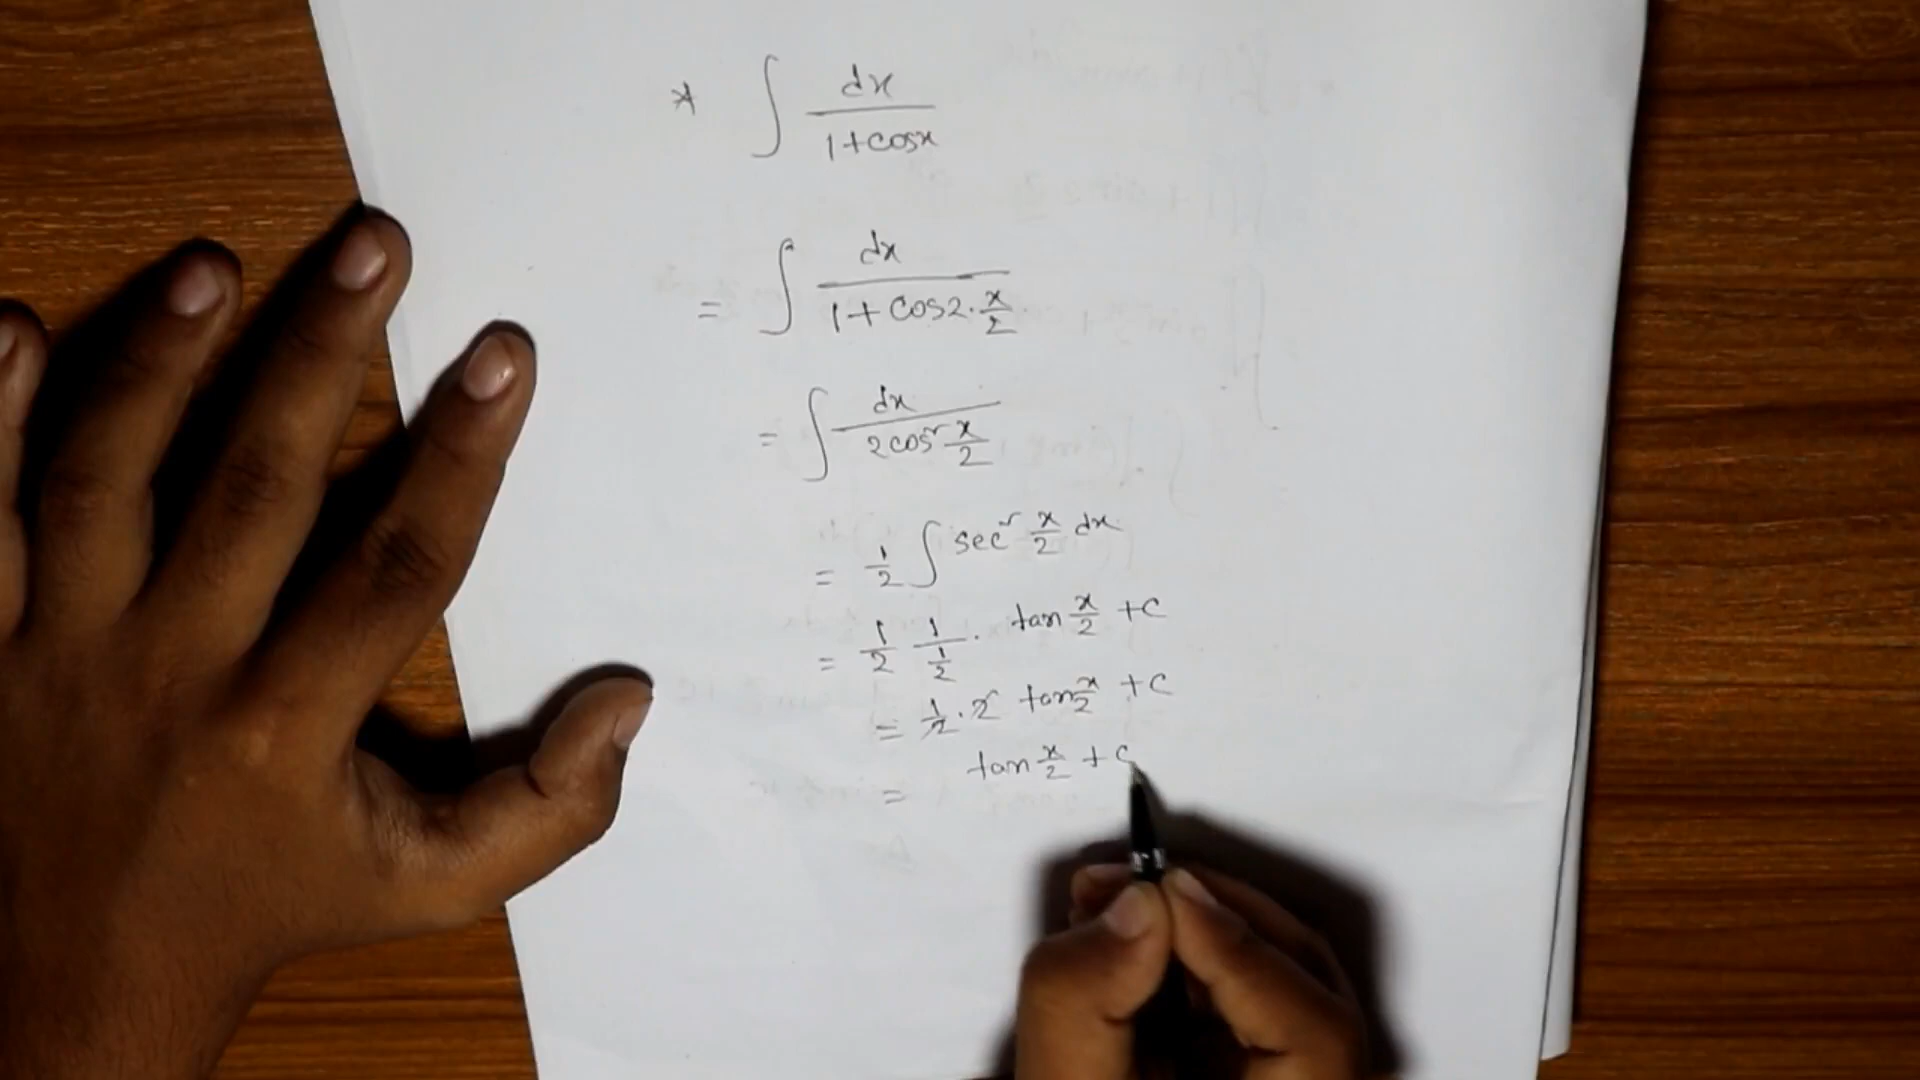 * ∫ dx / (1+cosx)
= ∫ dx / (1 + cos2·x/2)
= ∫ dx / (2cos² x/2)
= 1/2 ∫ sec² x/2 dx
= 1/2 1/(1/2) · tan x/2 + c
= 1/2 · 2 tan x/2 + c
= tan x/2 + c